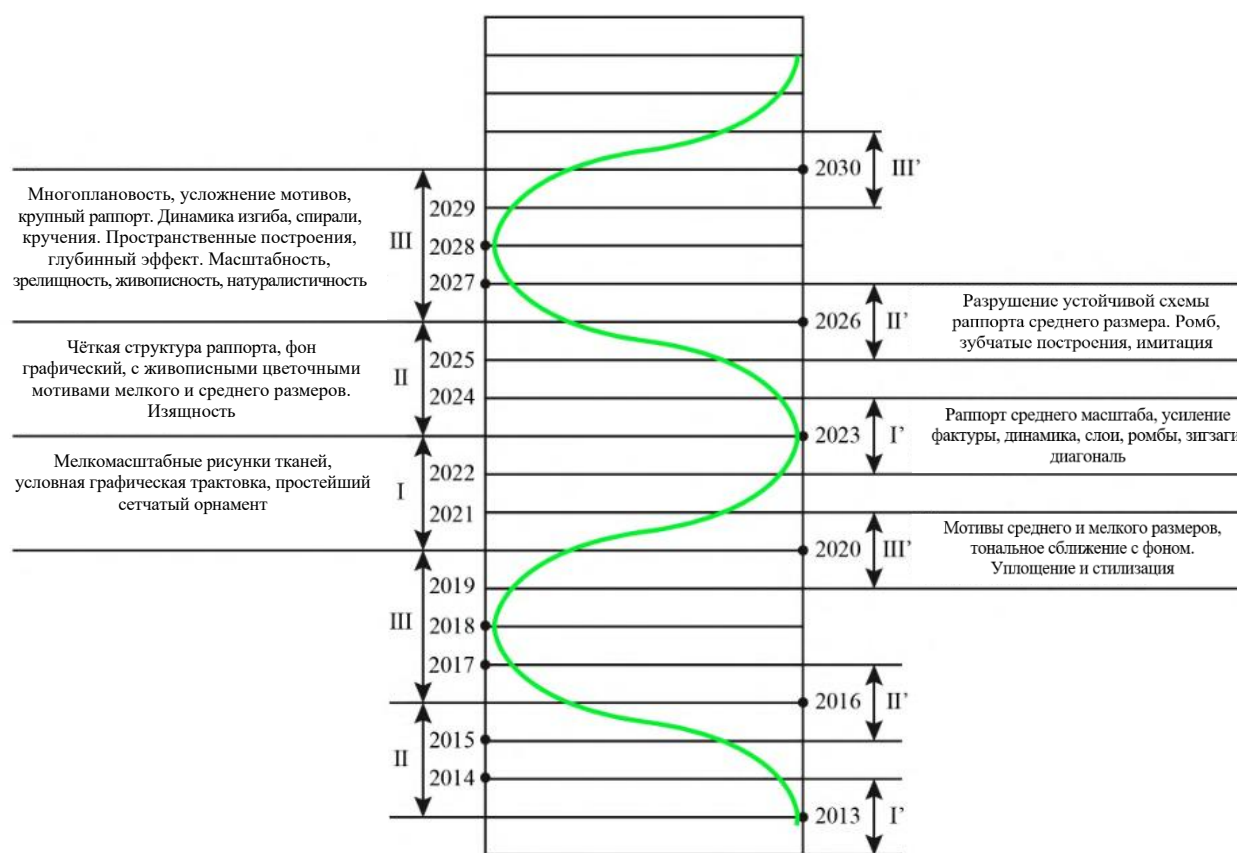 2030
III'
Многоплановость, усложнение мотивов,
крупный раппорт. Динамика изгиба, спирали,
кручения. Пространственные построения,
глубинный эффект. Масштабность,
зрелищность, живописность, натуралистичность
III
2029
2028
2027
2026
II'
Разрушение устойчивой схемы
раппорта среднего размера. Ромб,
зубчатые построения, имитация
Чёткая структура раппорта, фон
графический, с живописными цветочными
мотивами мелкого и среднего размеров.
Изящность
II
2025
2024
2023
I'
Раппорт среднего масштаба, усиление
фактуры, динамика, слои, ромбы, зигзаги
диагональ
Мелкомасштабные рисунки тканей,
условная графическая трактовка, простейший
сетчатый орнамент
I
2022
2021
2020
III'
Мотивы среднего и мелкого размеров,
тональное сближение с фоном.
Уплощение и стилизация
III
2019
2018
2017
2016
II'
II
2015
2014
2013
I'